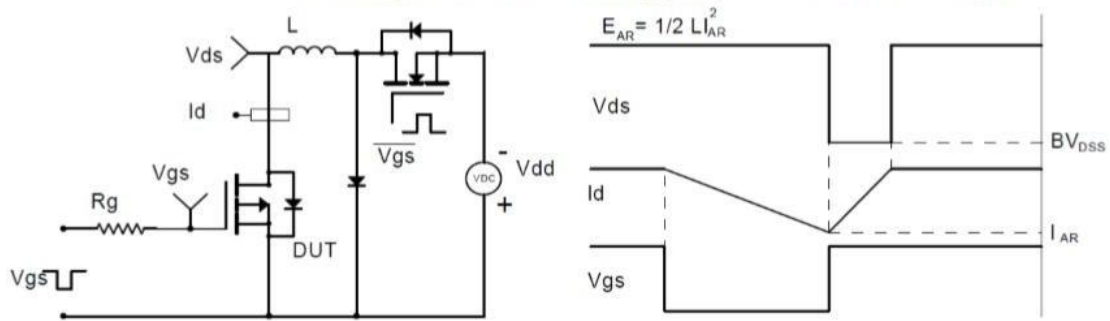 L
Vds
Id
Vgs
Rg
DUT
Vgs
Vgs
VDC
-
+
Vdd
E_AR = 1/2 LI_AR^2
Vds
BV_DSS
Id
I_AR
Vgs